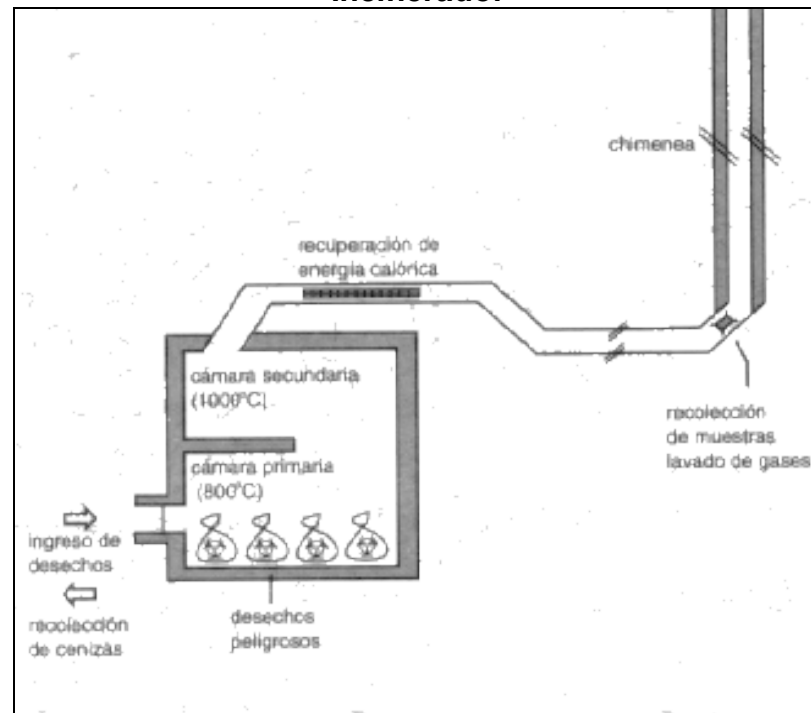 chimenea
recuperación de
energía calórica
cámara secundaria
(1000°C)
cámara primaria
(800°C)
recolección
de muestras
lavado de gases
ingreso de
desechos
recolección
de cenizas
desechos
peligrosos